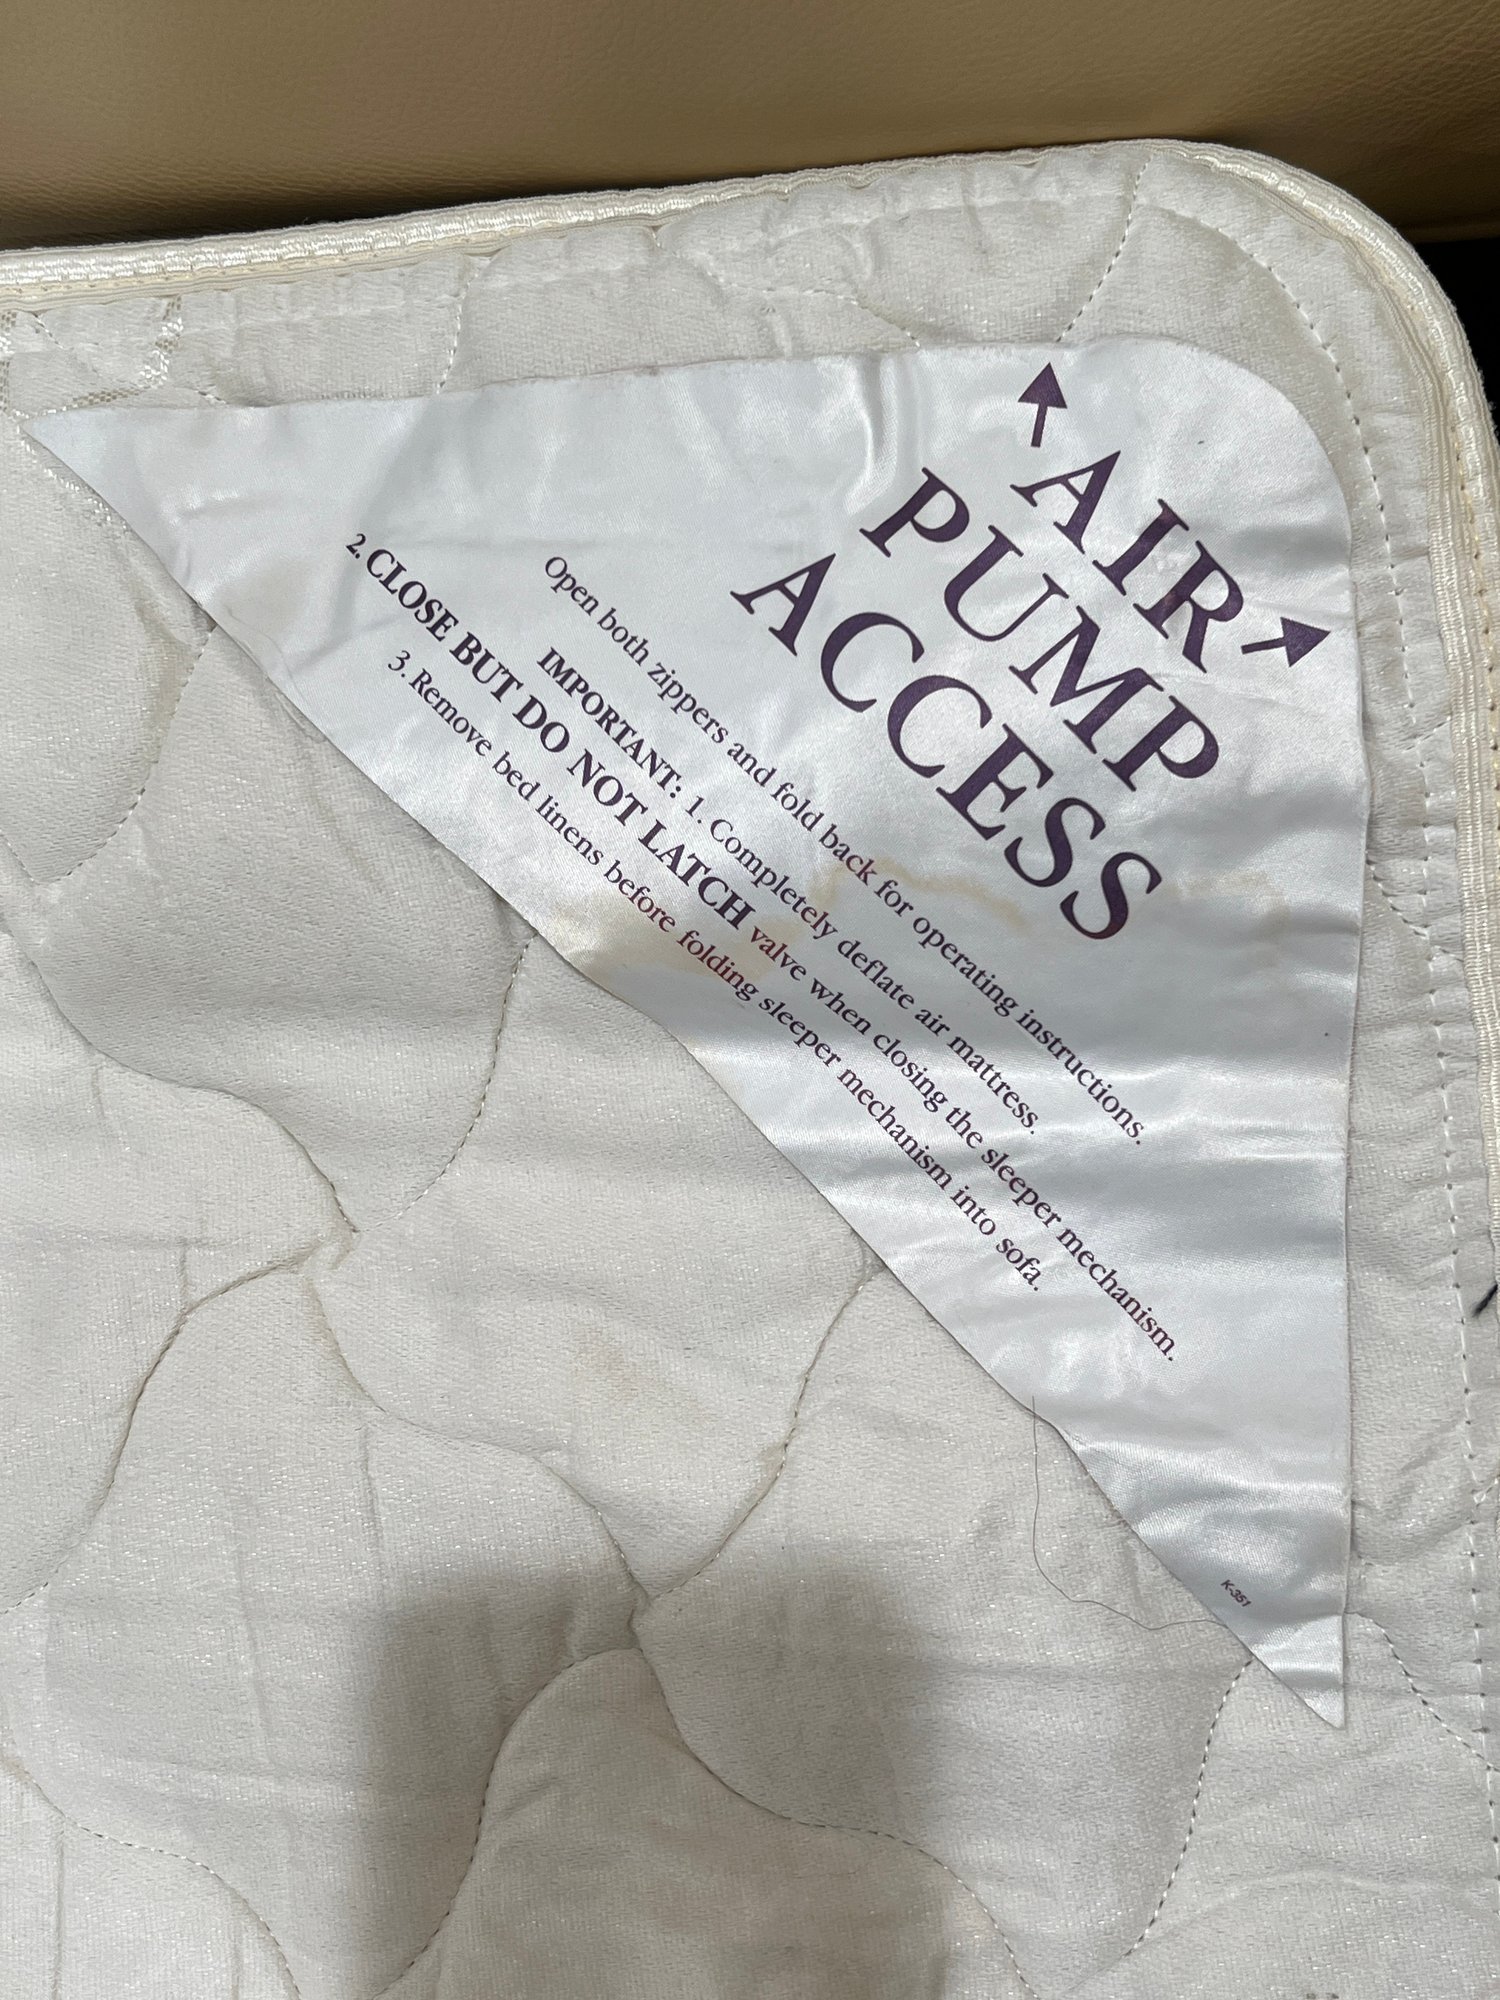 AIR
PUMP
ACCESS
Open both zippers and fold back for operating instructions.
IMPORTANT: 1. Completely deflate air mattress.
2. CLOSE BUT DO NOT LATCH valve when closing the sleeper mechanism.
3. Remove bed linens before folding sleeper mechanism into sofa.
K-351